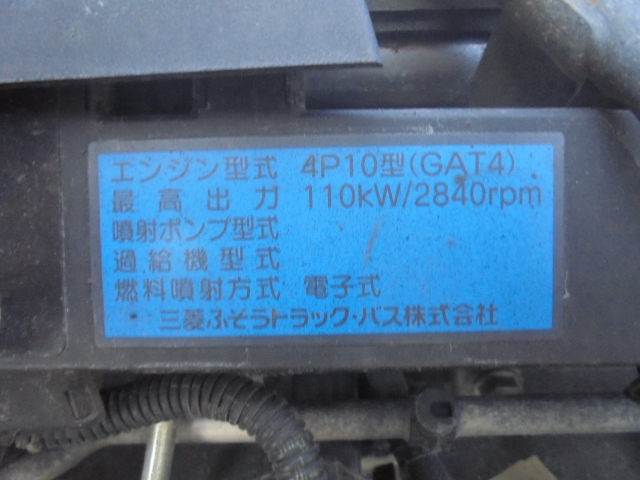 エンジン型式 4P10型(GAT4)
最高出力 110kW/2840rpm
噴射ポンプ型式
過給機型式
燃料噴射方式 電子式
三菱ふそうトラック・バス株式会社